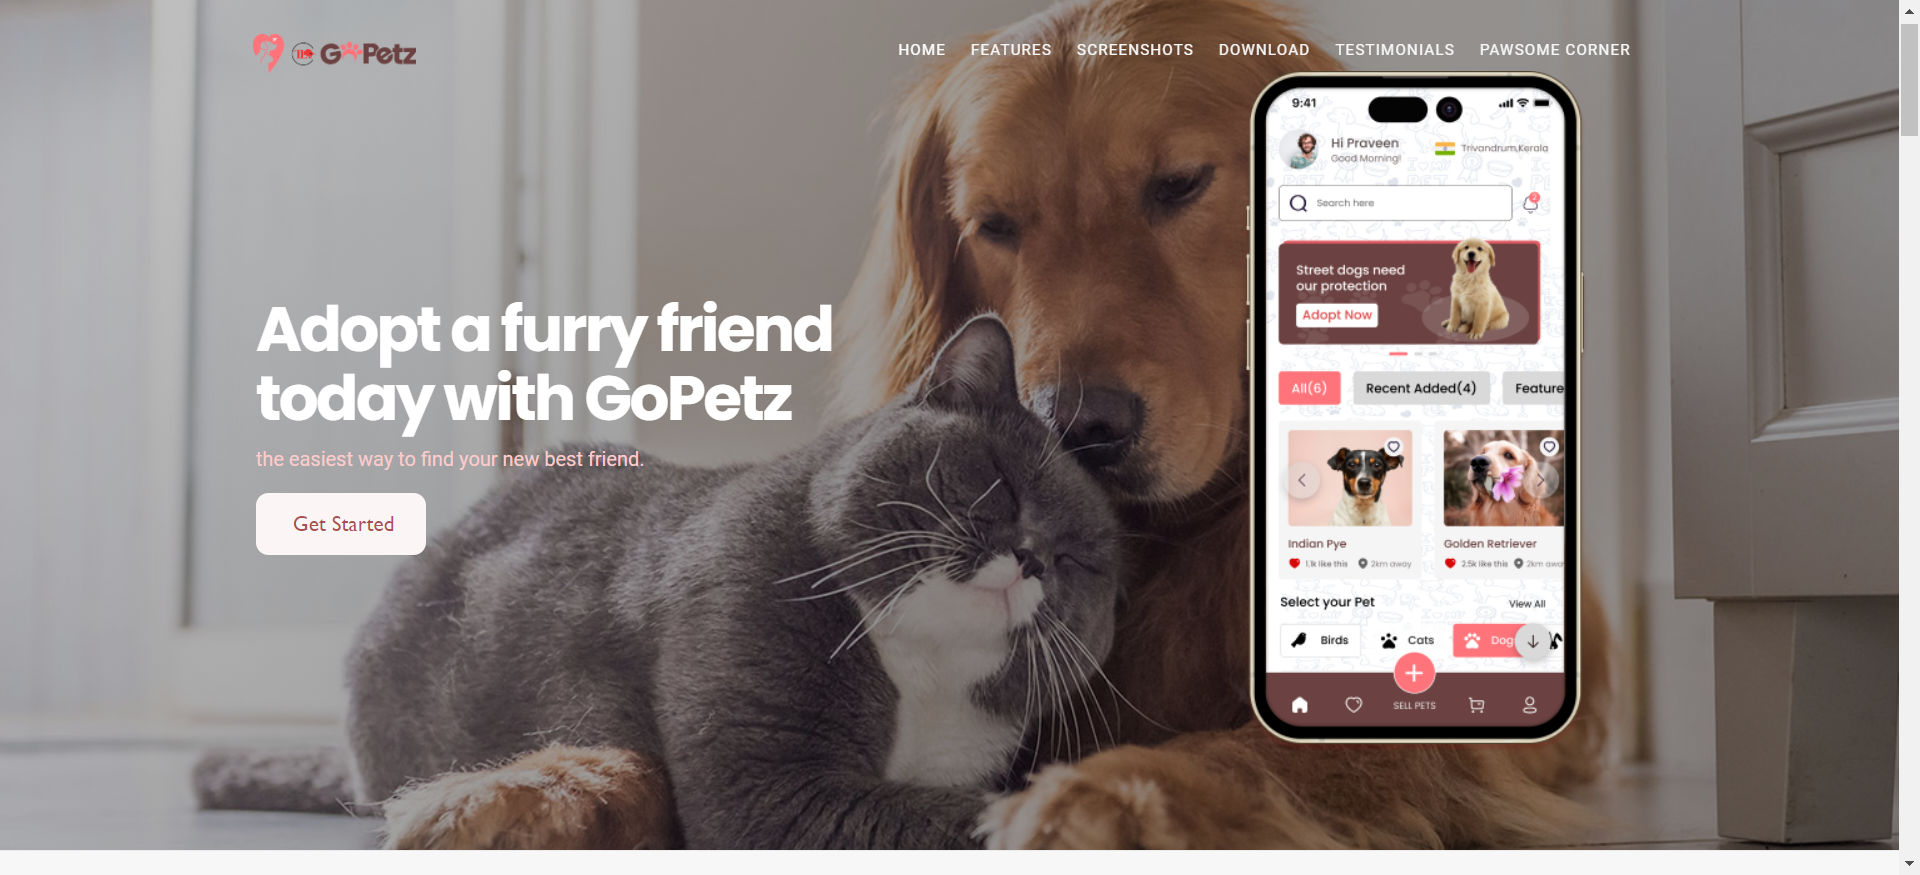 GoPetz
HOME FEATURES SCREENSHOTS DOWNLOAD TESTIMONIALS PAWSOME CORNER
Adopt a furry friend
today with GoPetz
the easiest way to find your new best friend.
Get Started
9:41
Hi Praveen
Good Morning!
Trivandrum,Kerala
Search here
2
Street dogs need
our protection
Adopt Now
All(6) Recent Added(4) Feature
Indian Pye
1.1k like this 2km away
Golden Retriever
2.5k like this 2km awa
Select your Pet View All
Birds Cats Dog
SELL PETS